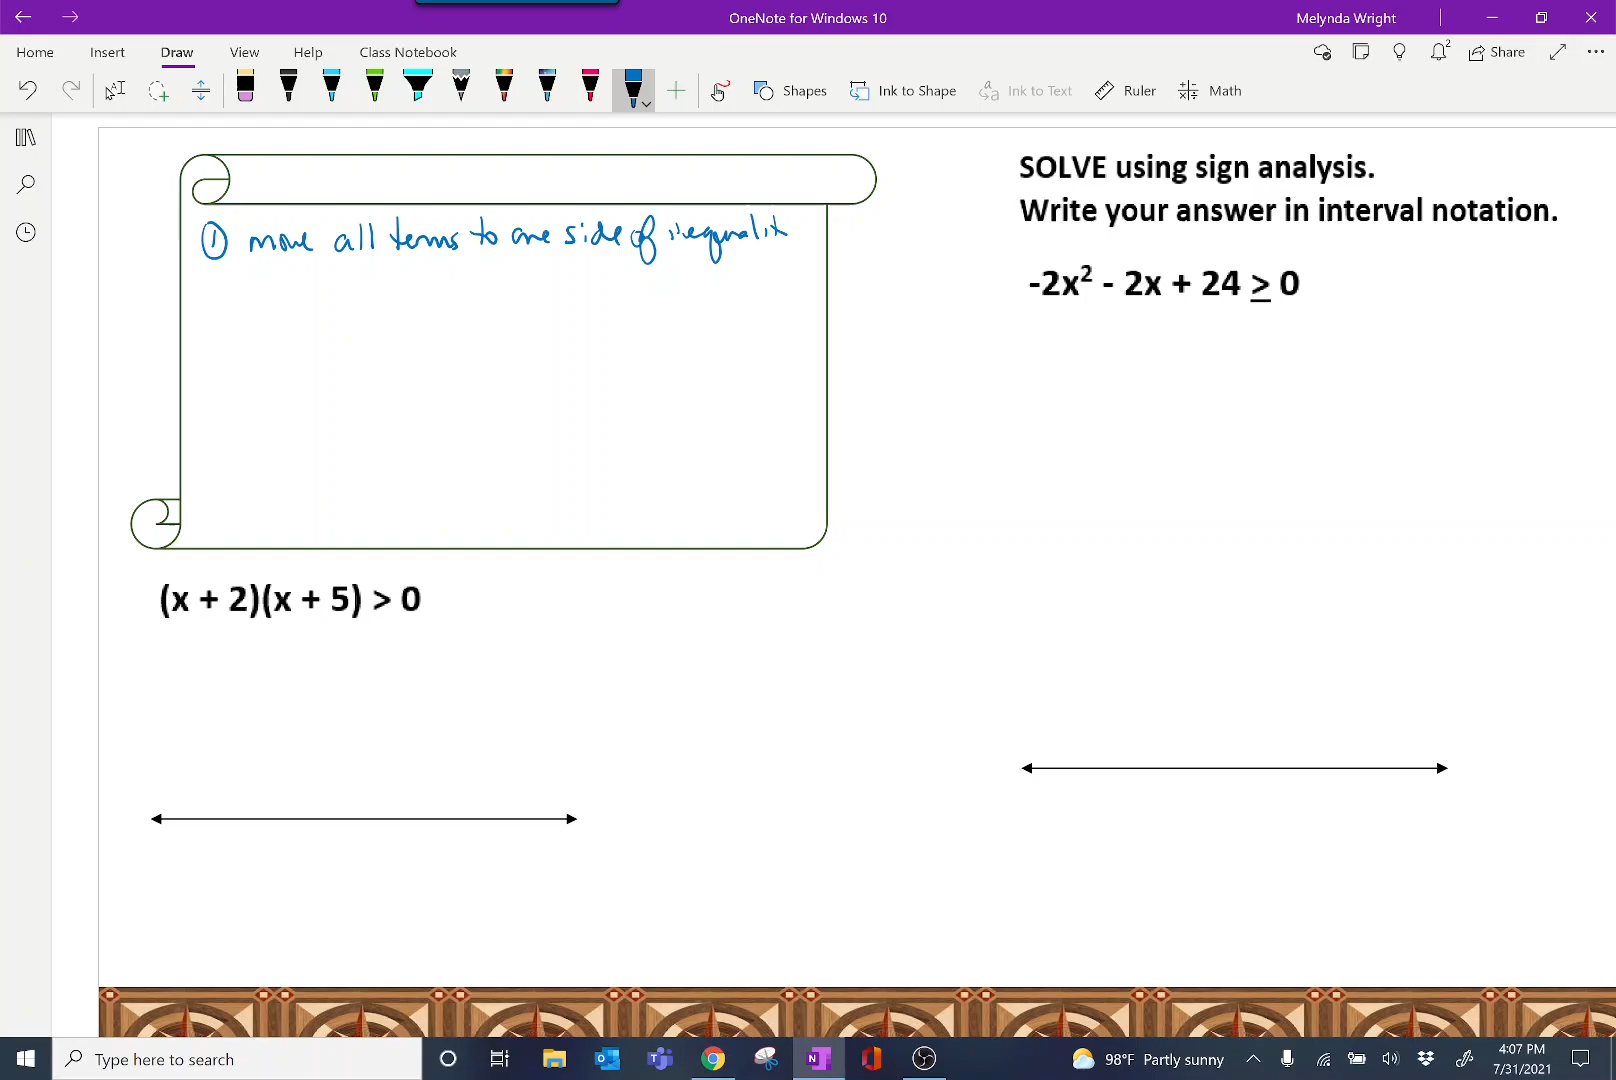 OneNote for Windows 10
Melynda Wright
Home Insert Draw View Help Class Notebook
2 Share
Shapes Ink to Shape Ink to Text Ruler Math
① move all terms to one side of inequalit
(x + 2)(x + 5) > 0
SOLVE using sign analysis.
Write your answer in interval notation.
-2x² - 2x + 24 ≥ 0
Type here to search
98°F Partly sunny
4:07 PM
7/31/2021